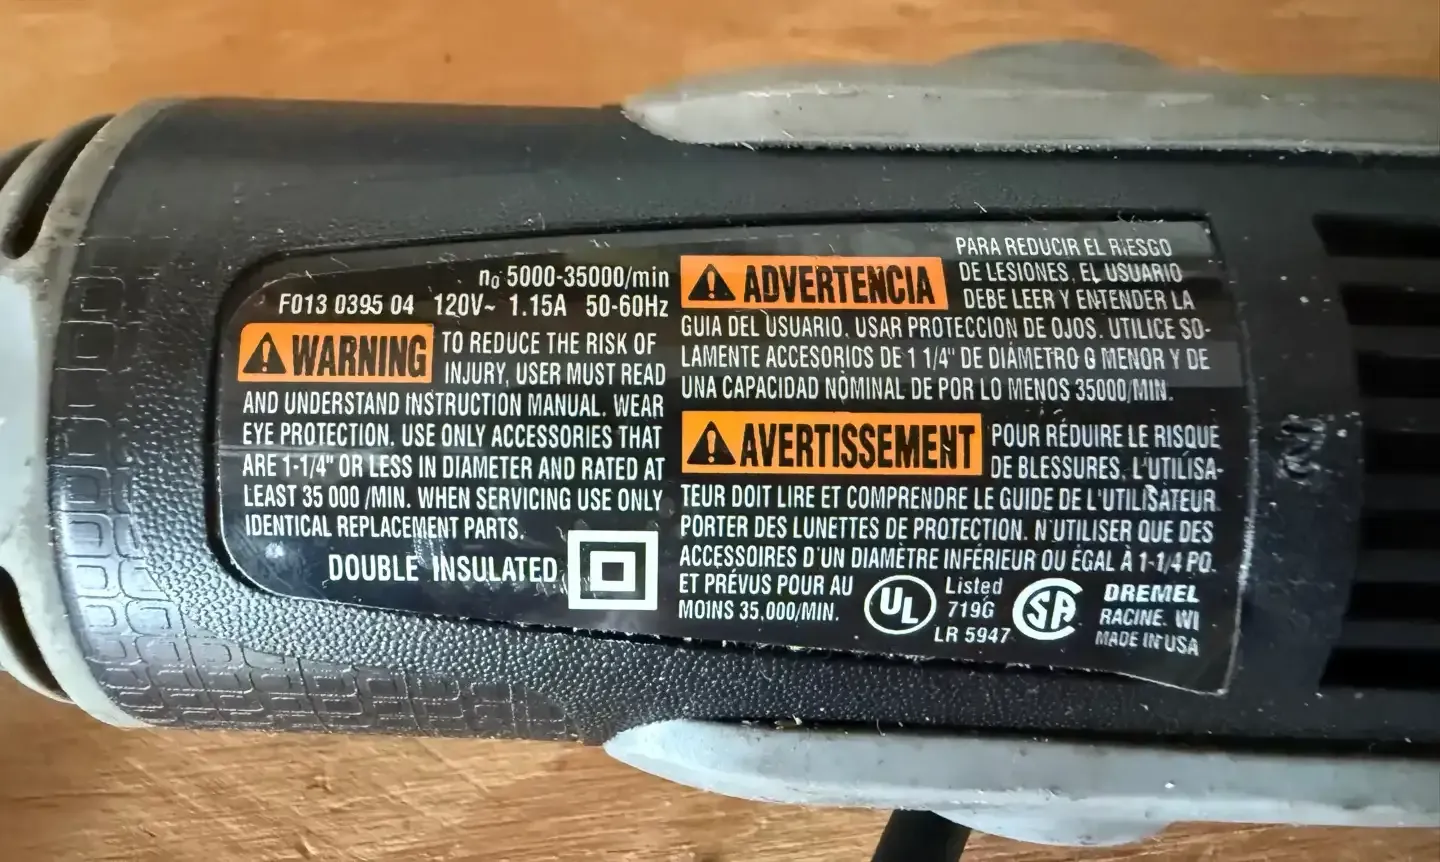 n₀ 5000-35000/min
F013 0395 04 120V~ 1.15A 50-60Hz
WARNING TO REDUCE THE RISK OF
INJURY, USER MUST READ
AND UNDERSTAND INSTRUCTION MANUAL. WEAR
EYE PROTECTION. USE ONLY ACCESSORIES THAT
ARE 1-1/4" OR LESS IN DIAMETER AND RATED AT
LEAST 35 000 /MIN. WHEN SERVICING USE ONLY
IDENTICAL REPLACEMENT PARTS.
DOUBLE INSULATED
ADVERTENCIA PARA REDUCIR EL RIESGO
DE LESIONES, EL USUARIO
DEBE LEER Y ENTENDER LA
GUIA DEL USUARIO. USAR PROTECCION DE OJOS. UTILICE SO-
LAMENTE ACCESORIOS DE 1 1/4" DE DIÁMETRO O MENOR Y DE
UNA CAPACIDAD NOMINAL DE POR LO MENOS 35000/MIN.
AVERTISSEMENT POUR RÉDUIRE LE RISQUE
DE BLESSURES, L'UTILISA-
TEUR DOIT LIRE ET COMPRENDRE LE GUIDE DE L'UTILISATEUR.
PORTER DES LUNETTES DE PROTECTION. N'UTILISER QUE DES
ACCESSOIRES D'UN DIAMÈTRE INFÉRIEUR OU ÉGAL À 1-1/4 PO.
ET PRÉVUS POUR AU
MOINS 35,000/MIN.
UL Listed
719G
LR 5947
SA
DREMEL
RACINE, WI
MADE IN USA